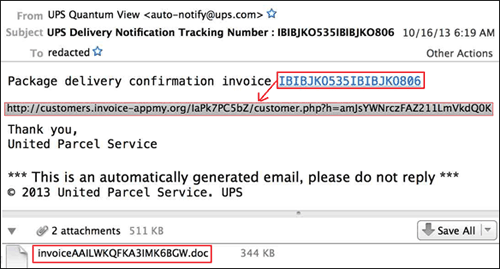 From UPS Quantum View <auto-notify@ups.com>
Subject UPS Delivery Notification Tracking Number : IBIBJKO535IBIBJKO806 10/16/13 6:19 AM
To redacted Other Actions
Package delivery confirmation invoice IBIBJKO535IBIBJKO806
http://customers.invoice-appmy.org/IaPk7PC5bZ/customer.php?h=amJsYWNrczFAZ211LmVkdQ0K
Thank you,
United Parcel Service
*** This is an automatically generated email, please do not reply ***
© 2013 United Parcel Service. UPS
2 attachments 511 KB Save All
invoiceAAILWKQFKA3IMK6BGW.doc 344 KB